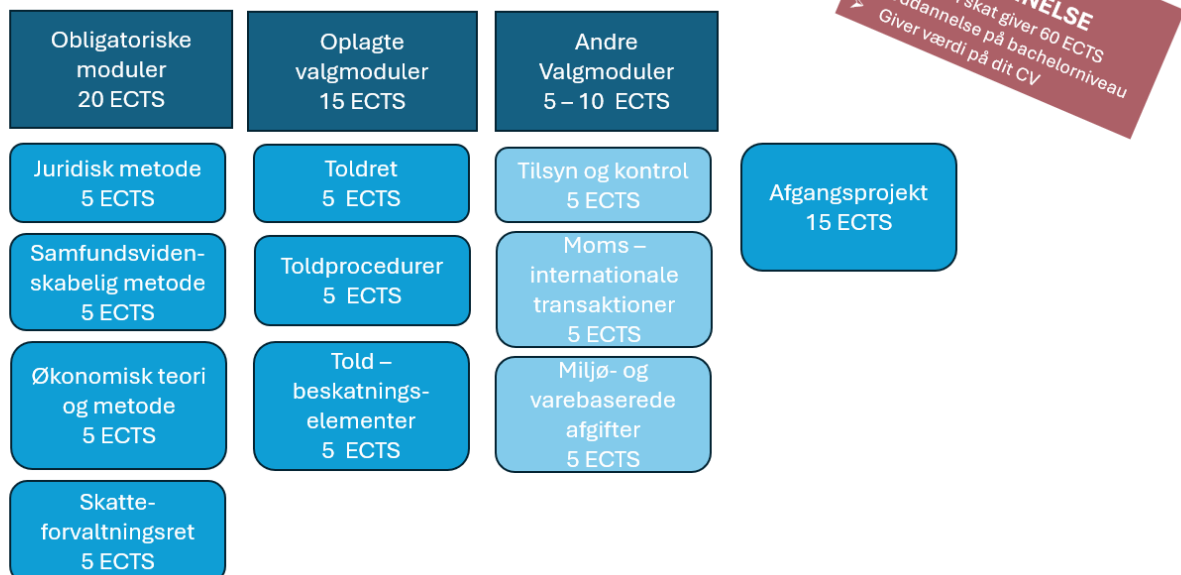 Obligatoriske
moduler
20 ECTS
Juridisk metode
5 ECTS
Samfundsviden-
skabelig metode
5 ECTS
Økonomisk teori
og metode
5 ECTS
Skatte-
forvaltningsret
5 ECTS
Oplagte
valgmoduler
15 ECTS
Toldret
5 ECTS
Toldprocedurer
5 ECTS
Told –
beskatnings-
elementer
5 ECTS
Andre
Valgmoduler
5 – 10 ECTS
Tilsyn og kontrol
5 ECTS
Moms –
internationale
transaktioner
5 ECTS
Miljø- og
varebaserede
afgifter
5 ECTS
Afgangsprojekt
15 ECTS
skat giver 60 ECTS
på bachelorniveau
Giver værdi på dit CV